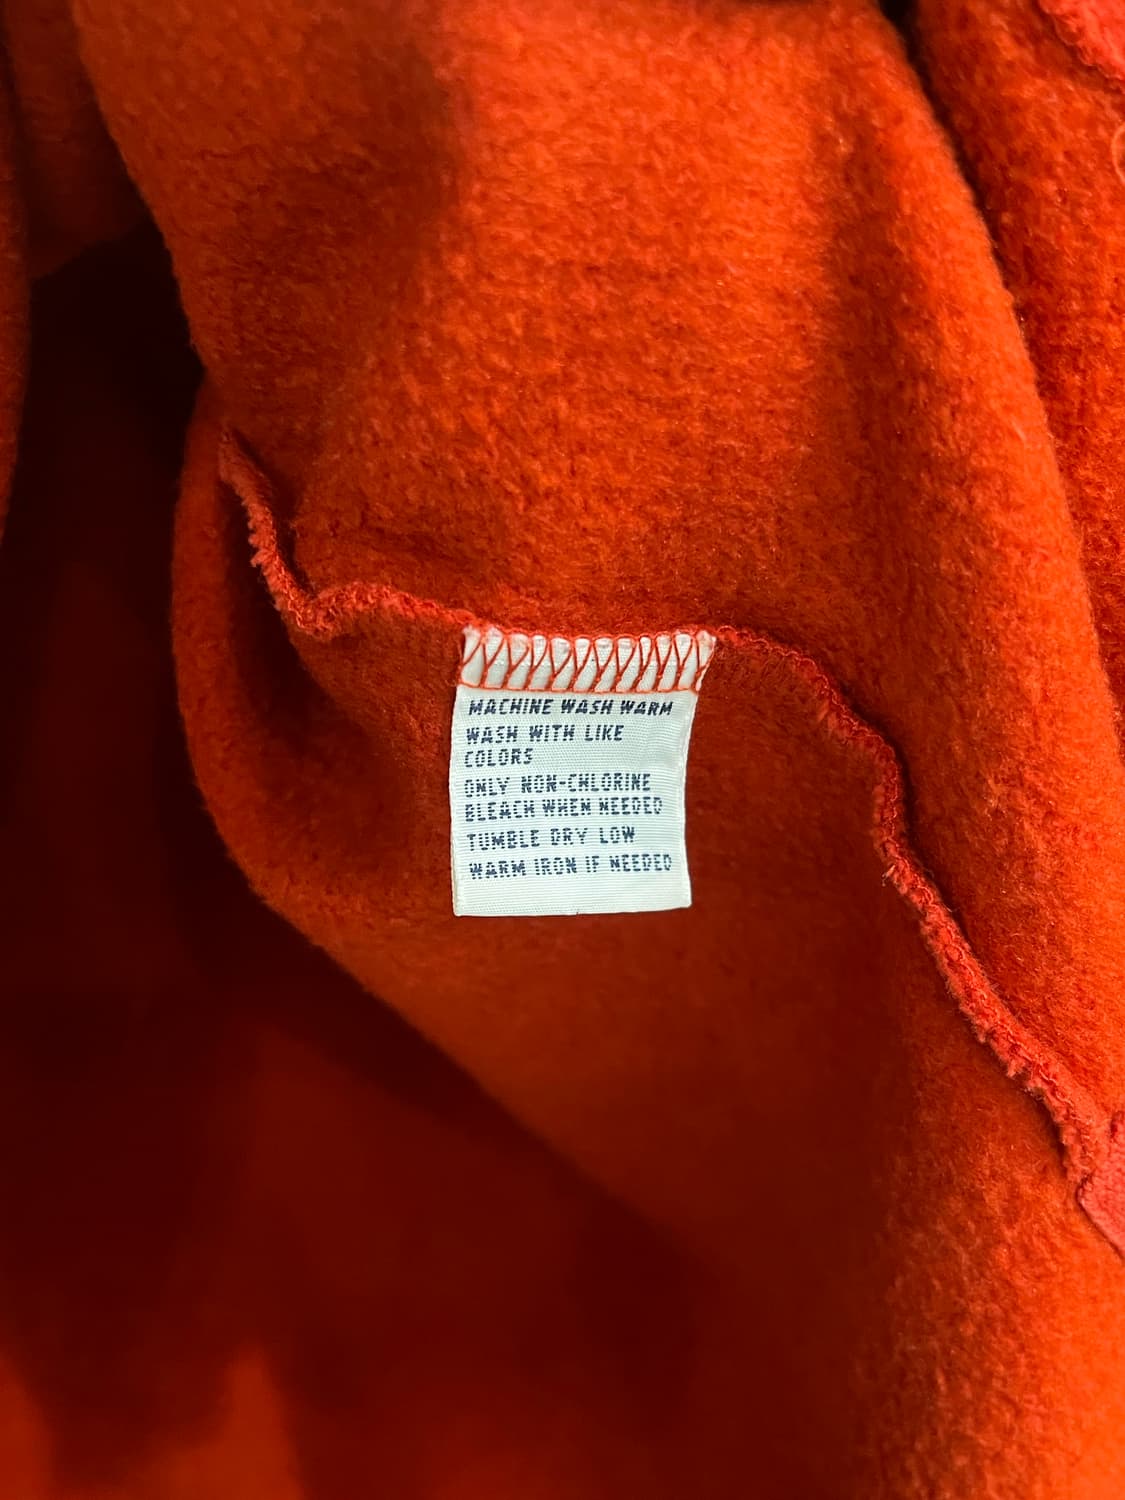 MACHINE WASH WARM
WASH WITH LIKE
COLORS
ONLY NON-CHLORINE
BLEACH WHEN NEEDED
TUMBLE DRY LOW
WARM IRON IF NEEDED